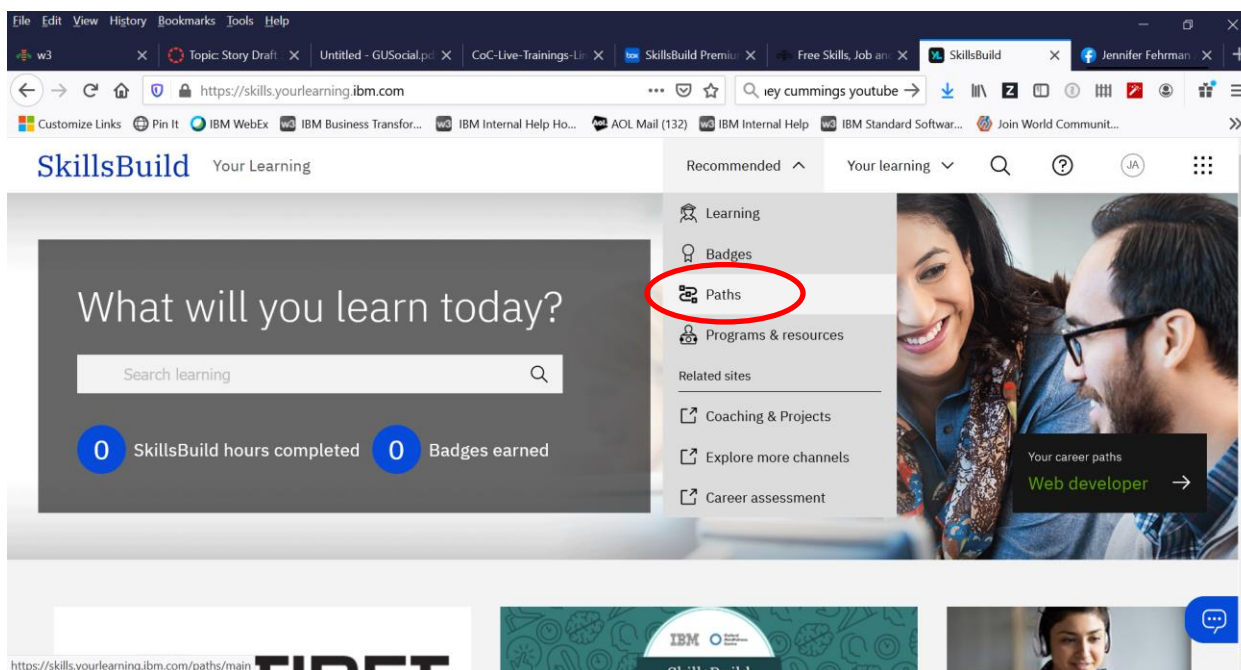 File Edit View History Bookmarks Tools Help
w3 Topic: Story Draft Untitled - GUSocial.pd CoC-Live-Trainings-Lin SkillsBuild Premiu Free Skills, Job and SkillsBuild Jennifer Fehrman
https://skills.yourlearning.ibm.com ey cummings youtube
Customize Links Pin It IBM WebEx IBM Business Transfor... IBM Internal Help Ho... AOL Mail (132) IBM Internal Help IBM Standard Softwar... Join World Communit...
SkillsBuild Your Learning Recommended Your learning JA
Learning
Badges
Paths
Programs & resources
Related sites
Coaching & Projects
Explore more channels
Career assessment
What will you learn today?
Search learning
0 SkillsBuild hours completed 0 Badges earned
Your career paths
Web developer
IBM
SkillsBuild
https://skills.yourlearning.ibm.com/paths/main